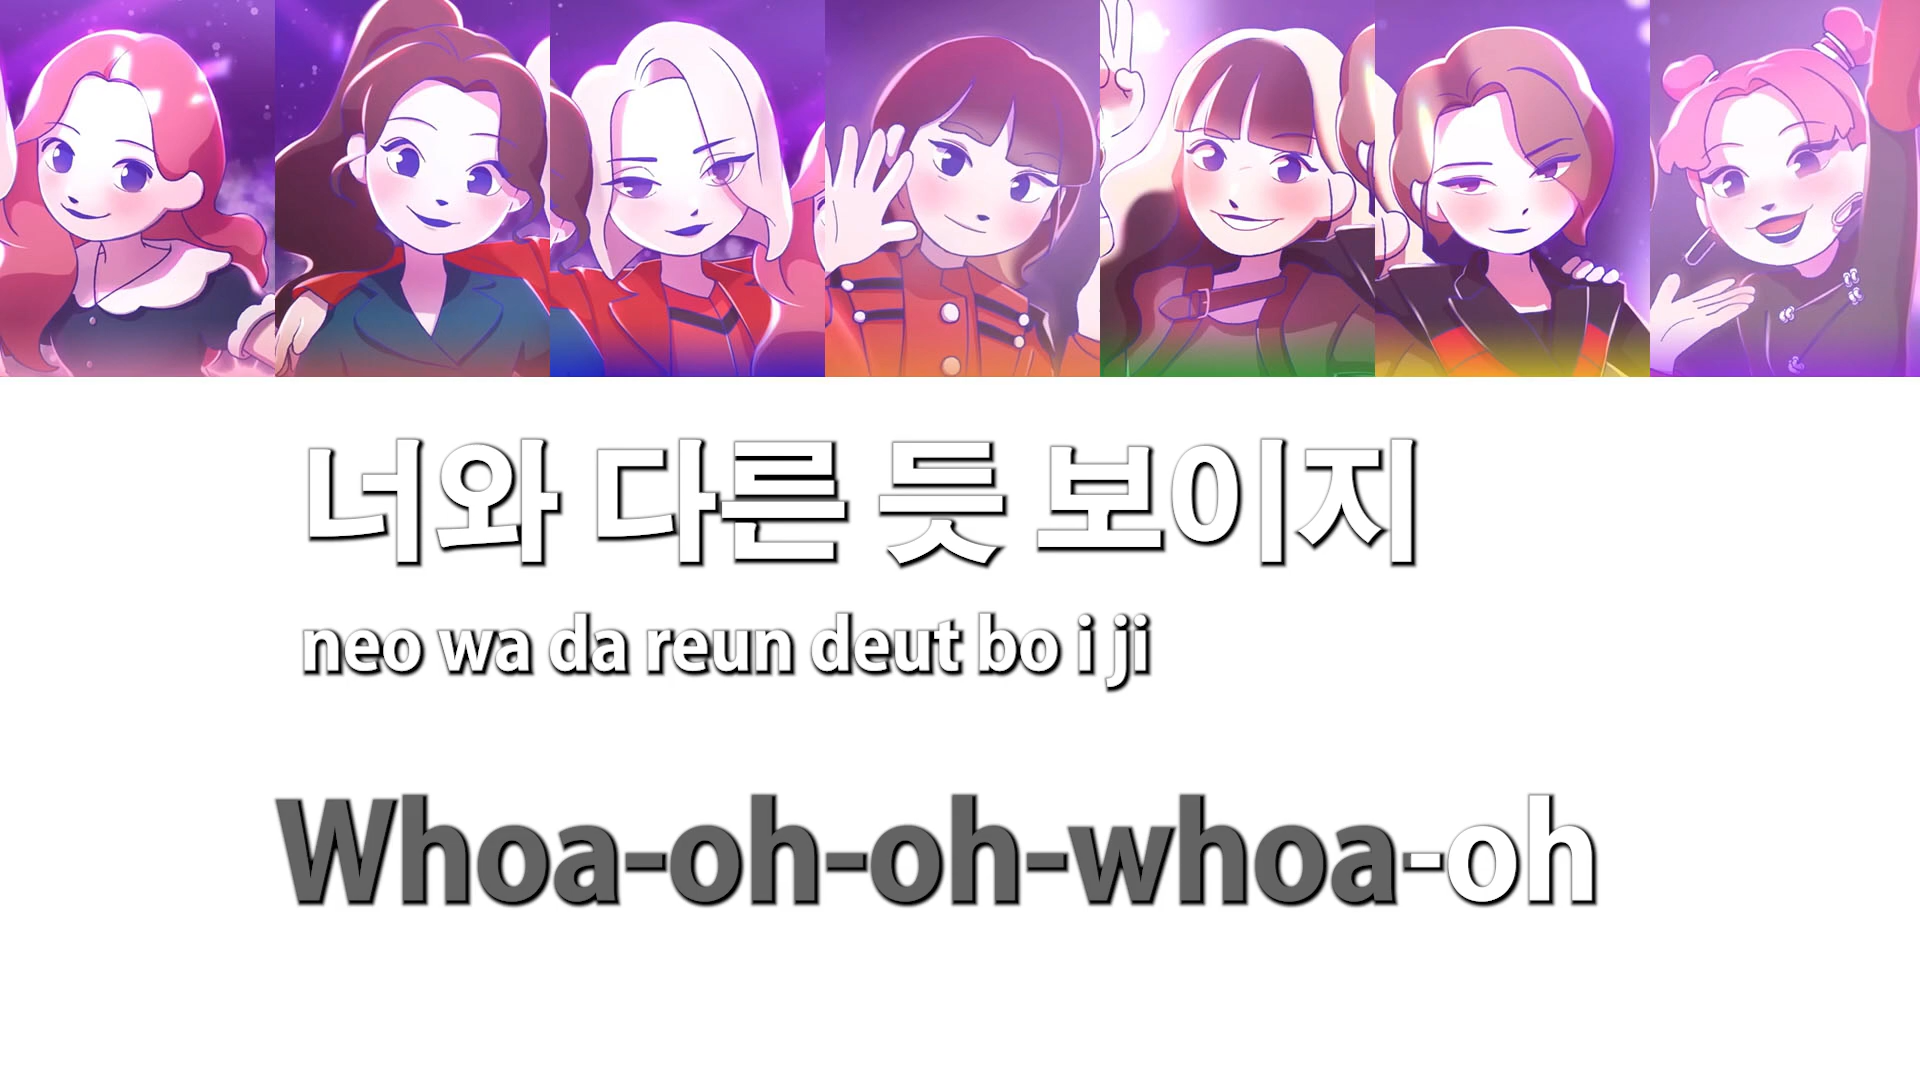 너와 다른 듯 보이지
neo wa da reun deut bo i ji
Whoa-oh-oh-whoa-oh